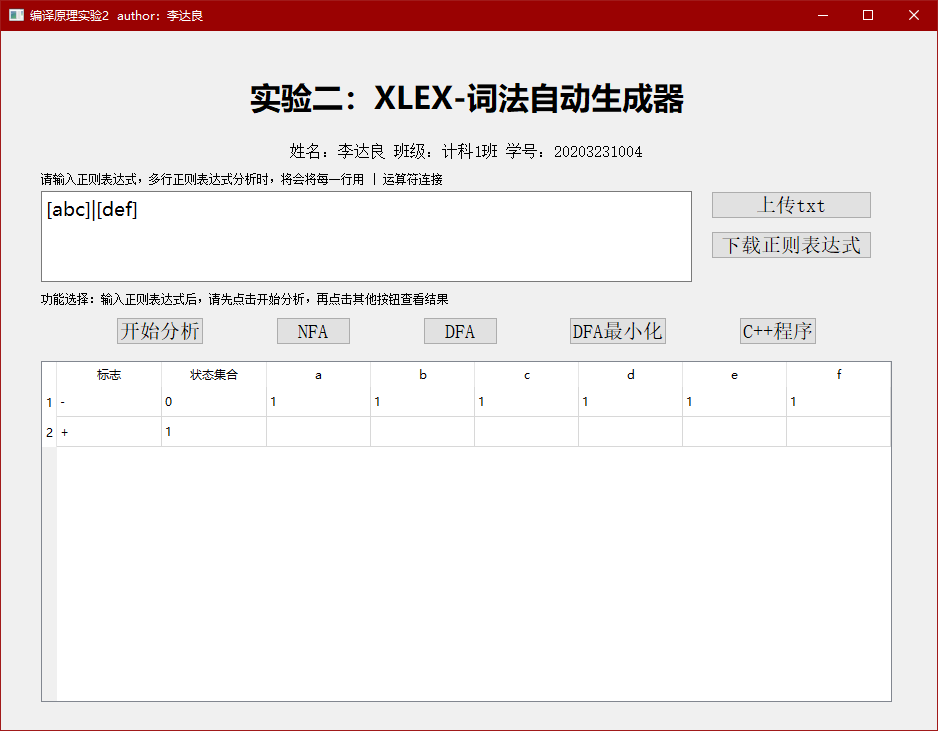 编译原理实验2 author：李达良
实验二：XLEX-词法自动生成器
姓名：李达良 班级：计科1班 学号：20203231004
请输入正则表达式，多行正则表达式分析时，将会将每一行用 | 运算符连接
[abc]|[def]
上传txt
下载正则表达式
功能选择：输入正则表达式后，请先点击开始分析，再点击其他按钮查看结果
开始分析 NFA DFA DFA最小化 C++程序
标志 状态集合 a b c d e f
1 - 0 1 1 1 1 1 1
2 + 1